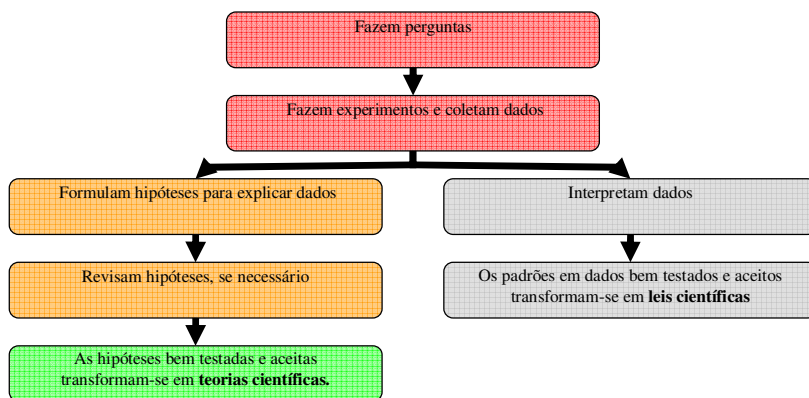 Fazem perguntas
Fazem experimentos e coletam dados
Formulam hipóteses para explicar dados
Interpretam dados
Revisam hipóteses, se necessário
Os padrões em dados bem testados e aceitos
transformam-se em leis científicas
As hipóteses bem testadas e aceitas
transformam-se em teorias científicas.